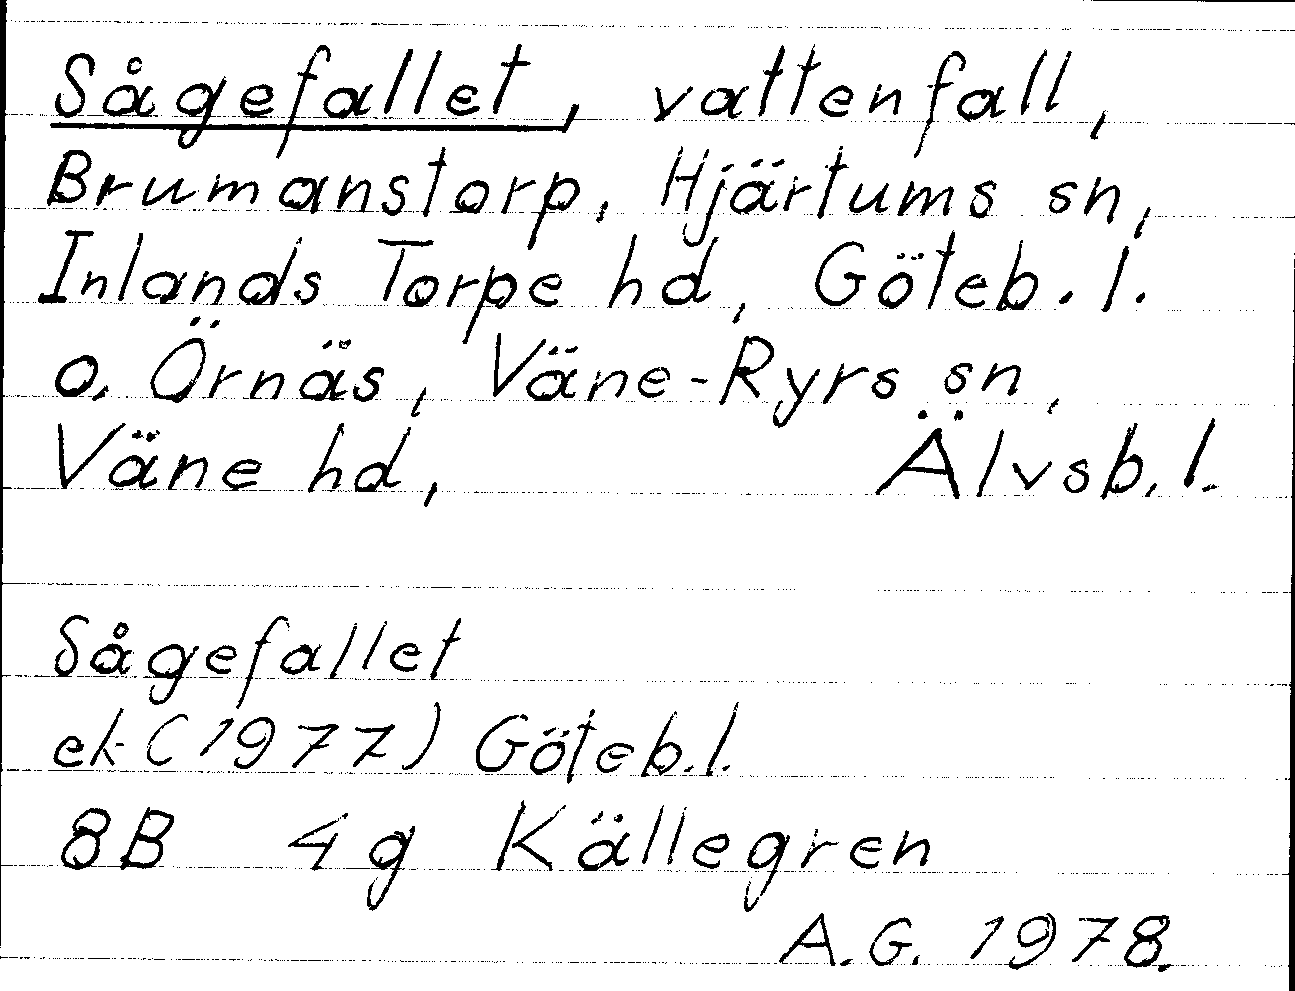 Sågefallet, vattenfall,
Brumanstorp, Hjärtums sn,
Inlands Torpe hd, Göteb. l.
o. Örnäs, Väne-Ryrs sn,
Väne hd, Älvsb. l.
Sågefallet
ek (1977) Göteb. l.
8B 4g Källegren
A.G. 1978.